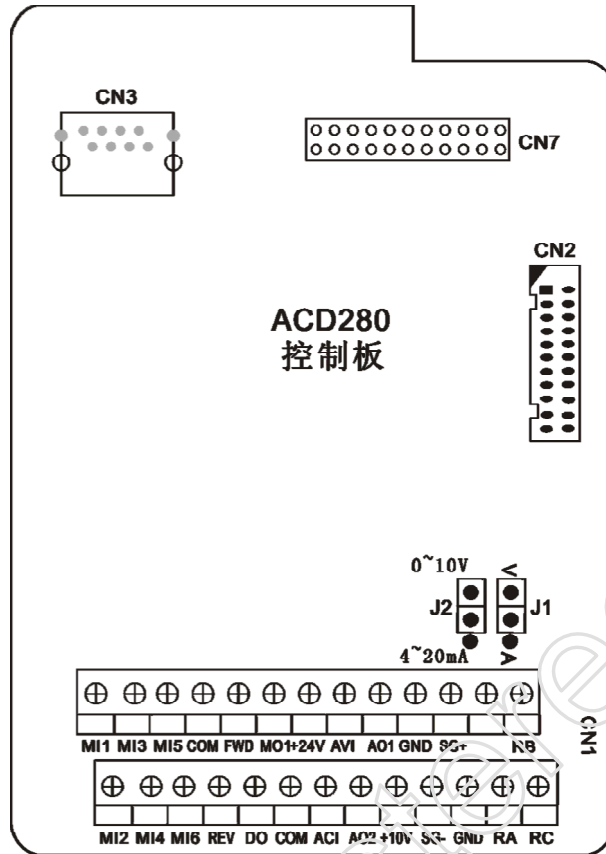 CN3
CN7
CN2
ACD280
控制板
0~10V V
J2 J1
4~20mA A
CN1
MI1 MI3 MI5 COM FWD MO1+24V AVI AO1 GND SG+ RB
MI2 MI4 MI6 REV DO COM ACI AO2 +10V SG- GND RA RC